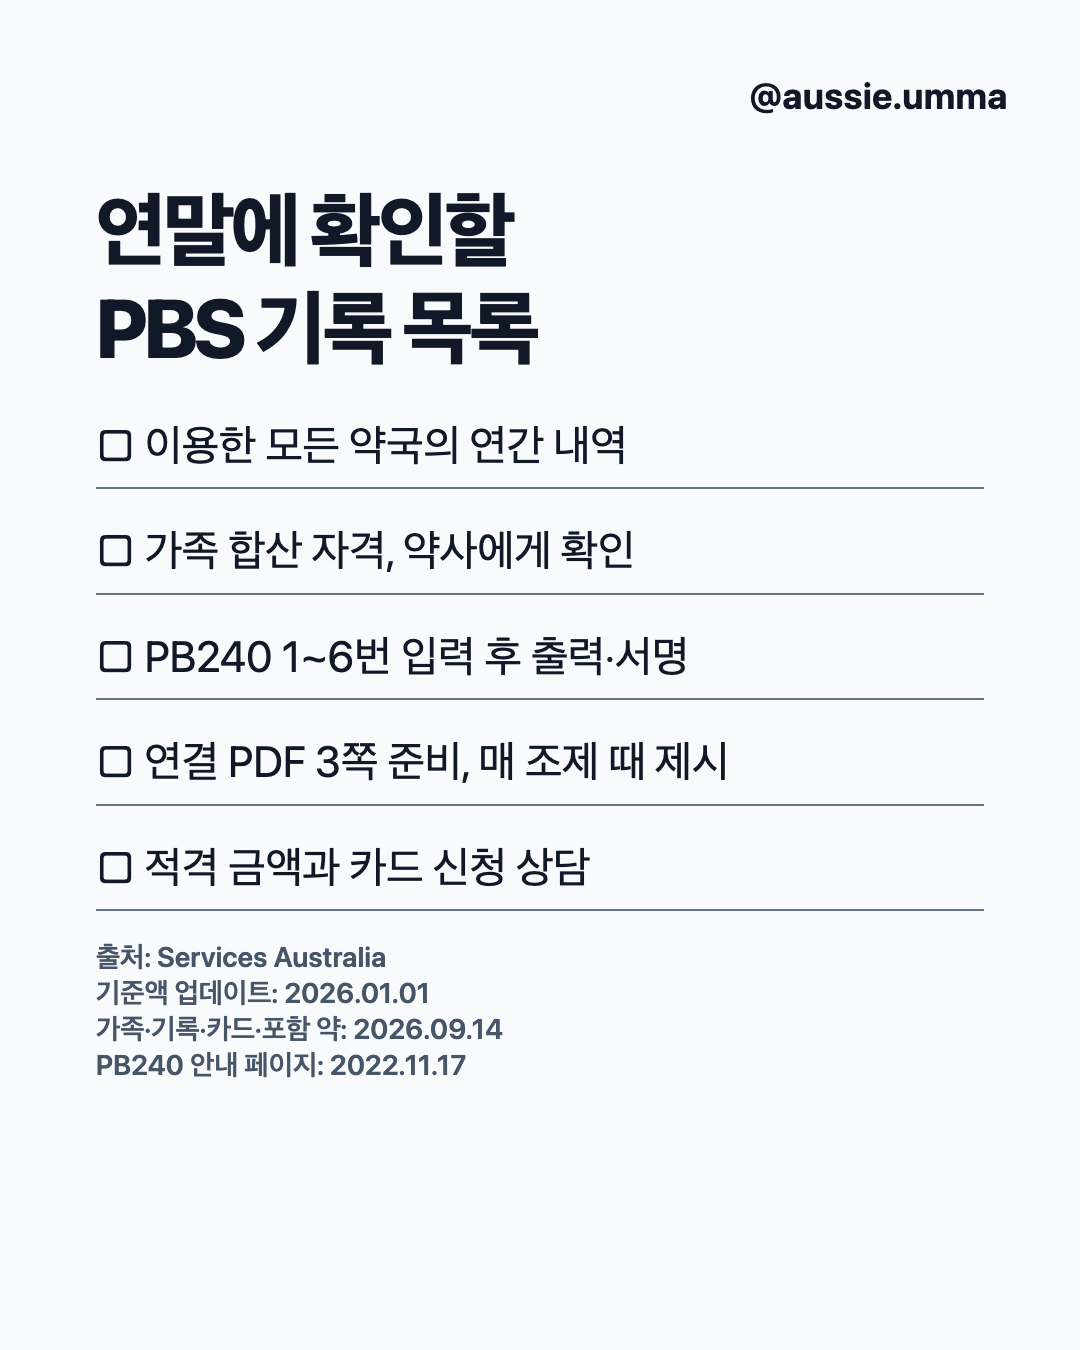 @aussie.umma
연말에 확인할
PBS 기록 목록
□ 이용한 모든 약국의 연간 내역
□ 가족 합산 자격, 약사에게 확인
□ PB240 1~6번 입력 후 출력·서명
□ 연결 PDF 3쪽 준비, 매 조제 때 제시
□ 적격 금액과 카드 신청 상담
출처: Services Australia
기준액 업데이트: 2026.01.01
가족·기록·카드·포함 약: 2026.09.14
PB240 안내 페이지: 2022.11.17